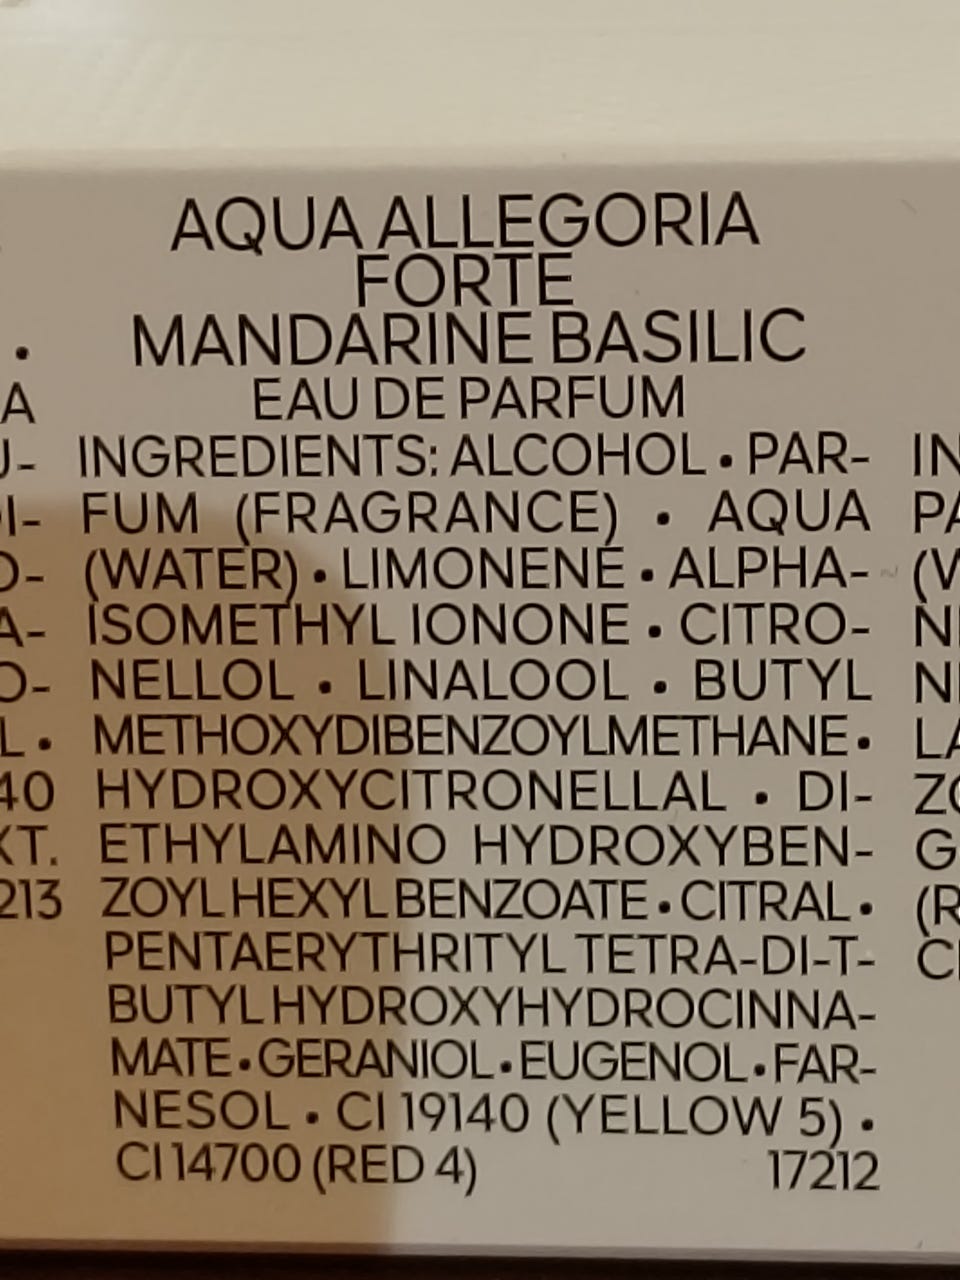 AQUA ALLEGORIA
FORTE
MANDARINE BASILIC
EAU DE PARFUM
INGREDIENTS: ALCOHOL • PAR-
FUM (FRAGRANCE) • AQUA
(WATER) • LIMONENE • ALPHA-
ISOMETHYL IONONE • CITRO-
NELLOL • LINALOOL • BUTYL
METHOXYDIBENZOYLMETHANE •
HYDROXYCITRONELLAL • DI-
ETHYLAMINO HYDROXYBEN-
ZOYL HEXYL BENZOATE • CITRAL •
PENTAERYTHRITYL TETRA-DI-T-
BUTYL HYDROXYHYDROCINNA-
MATE • GERANIOL • EUGENOL • FAR-
NESOL • CI 19140 (YELLOW 5) •
CI 14700 (RED 4) 17212